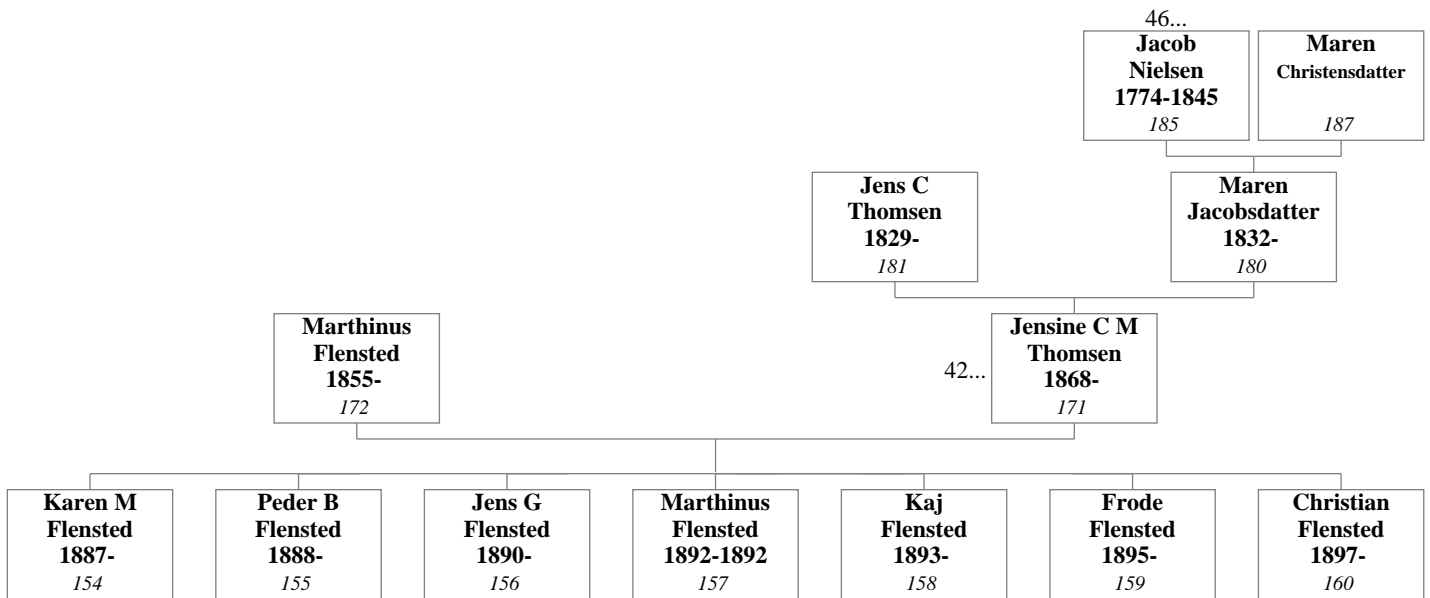 46...
Jacob
Nielsen
1774-1845
185
Maren
Christensdatter
187
Jens C
Thomsen
1829-
181
Maren
Jacobsdatter
1832-
180
Marthinus
Flensted
1855-
172
42...
Jensine C M
Thomsen
1868-
171
Karen M
Flensted
1887-
154
Peder B
Flensted
1888-
155
Jens G
Flensted
1890-
156
Marthinus
Flensted
1892-1892
157
Kaj
Flensted
1893-
158
Frode
Flensted
1895-
159
Christian
Flensted
1897-
160